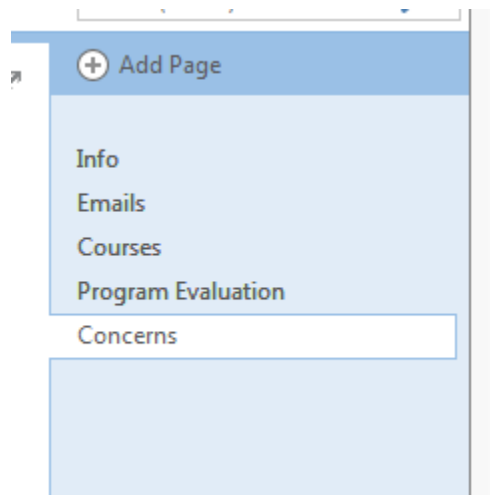 Add Page
Info
Emails
Courses
Program Evaluation
Concerns